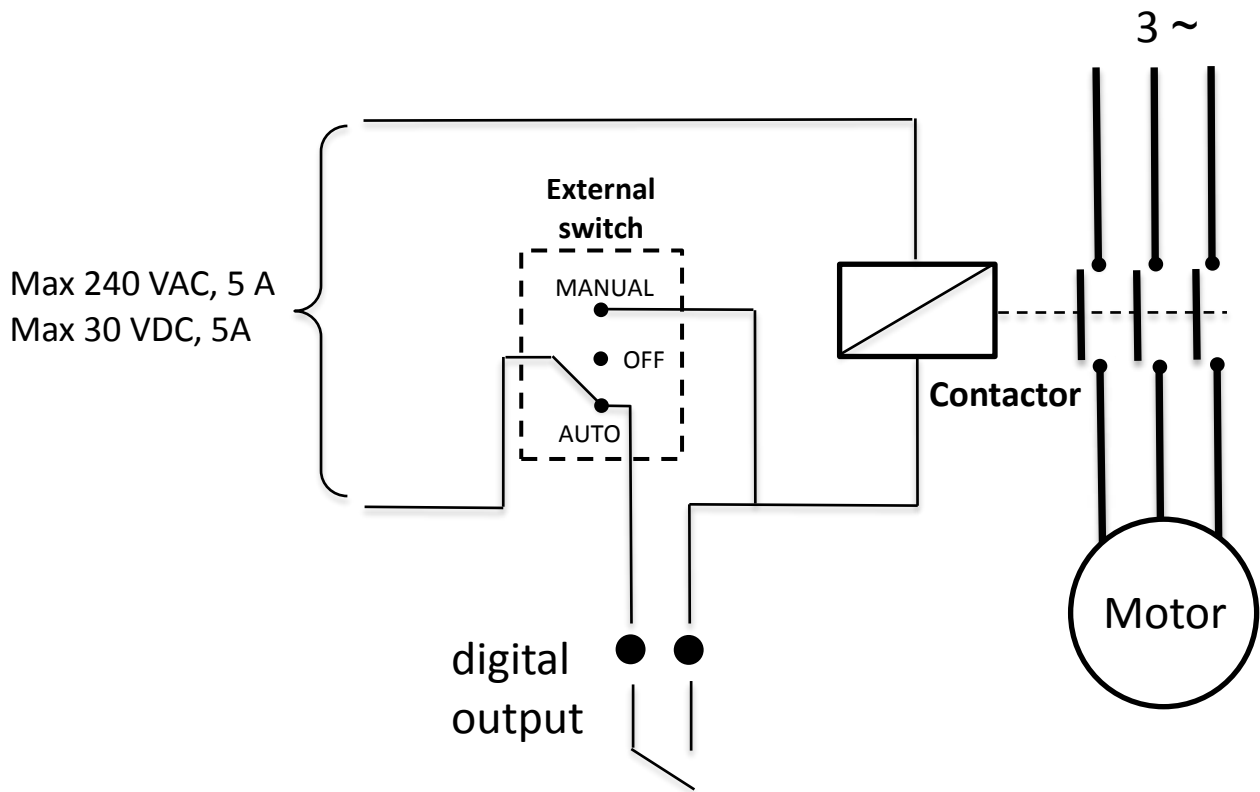 3 ~
External
switch
Max 240 VAC, 5 A
Max 30 VDC, 5A
MANUAL
OFF
AUTO
Contactor
Motor
digital
output